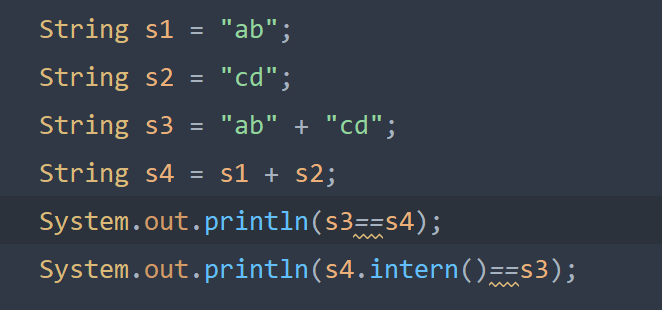 String s1 = "ab";
String s2 = "cd";
String s3 = "ab" + "cd";
String s4 = s1 + s2;
System.out.println(s3==s4);
System.out.println(s4.intern()==s3);